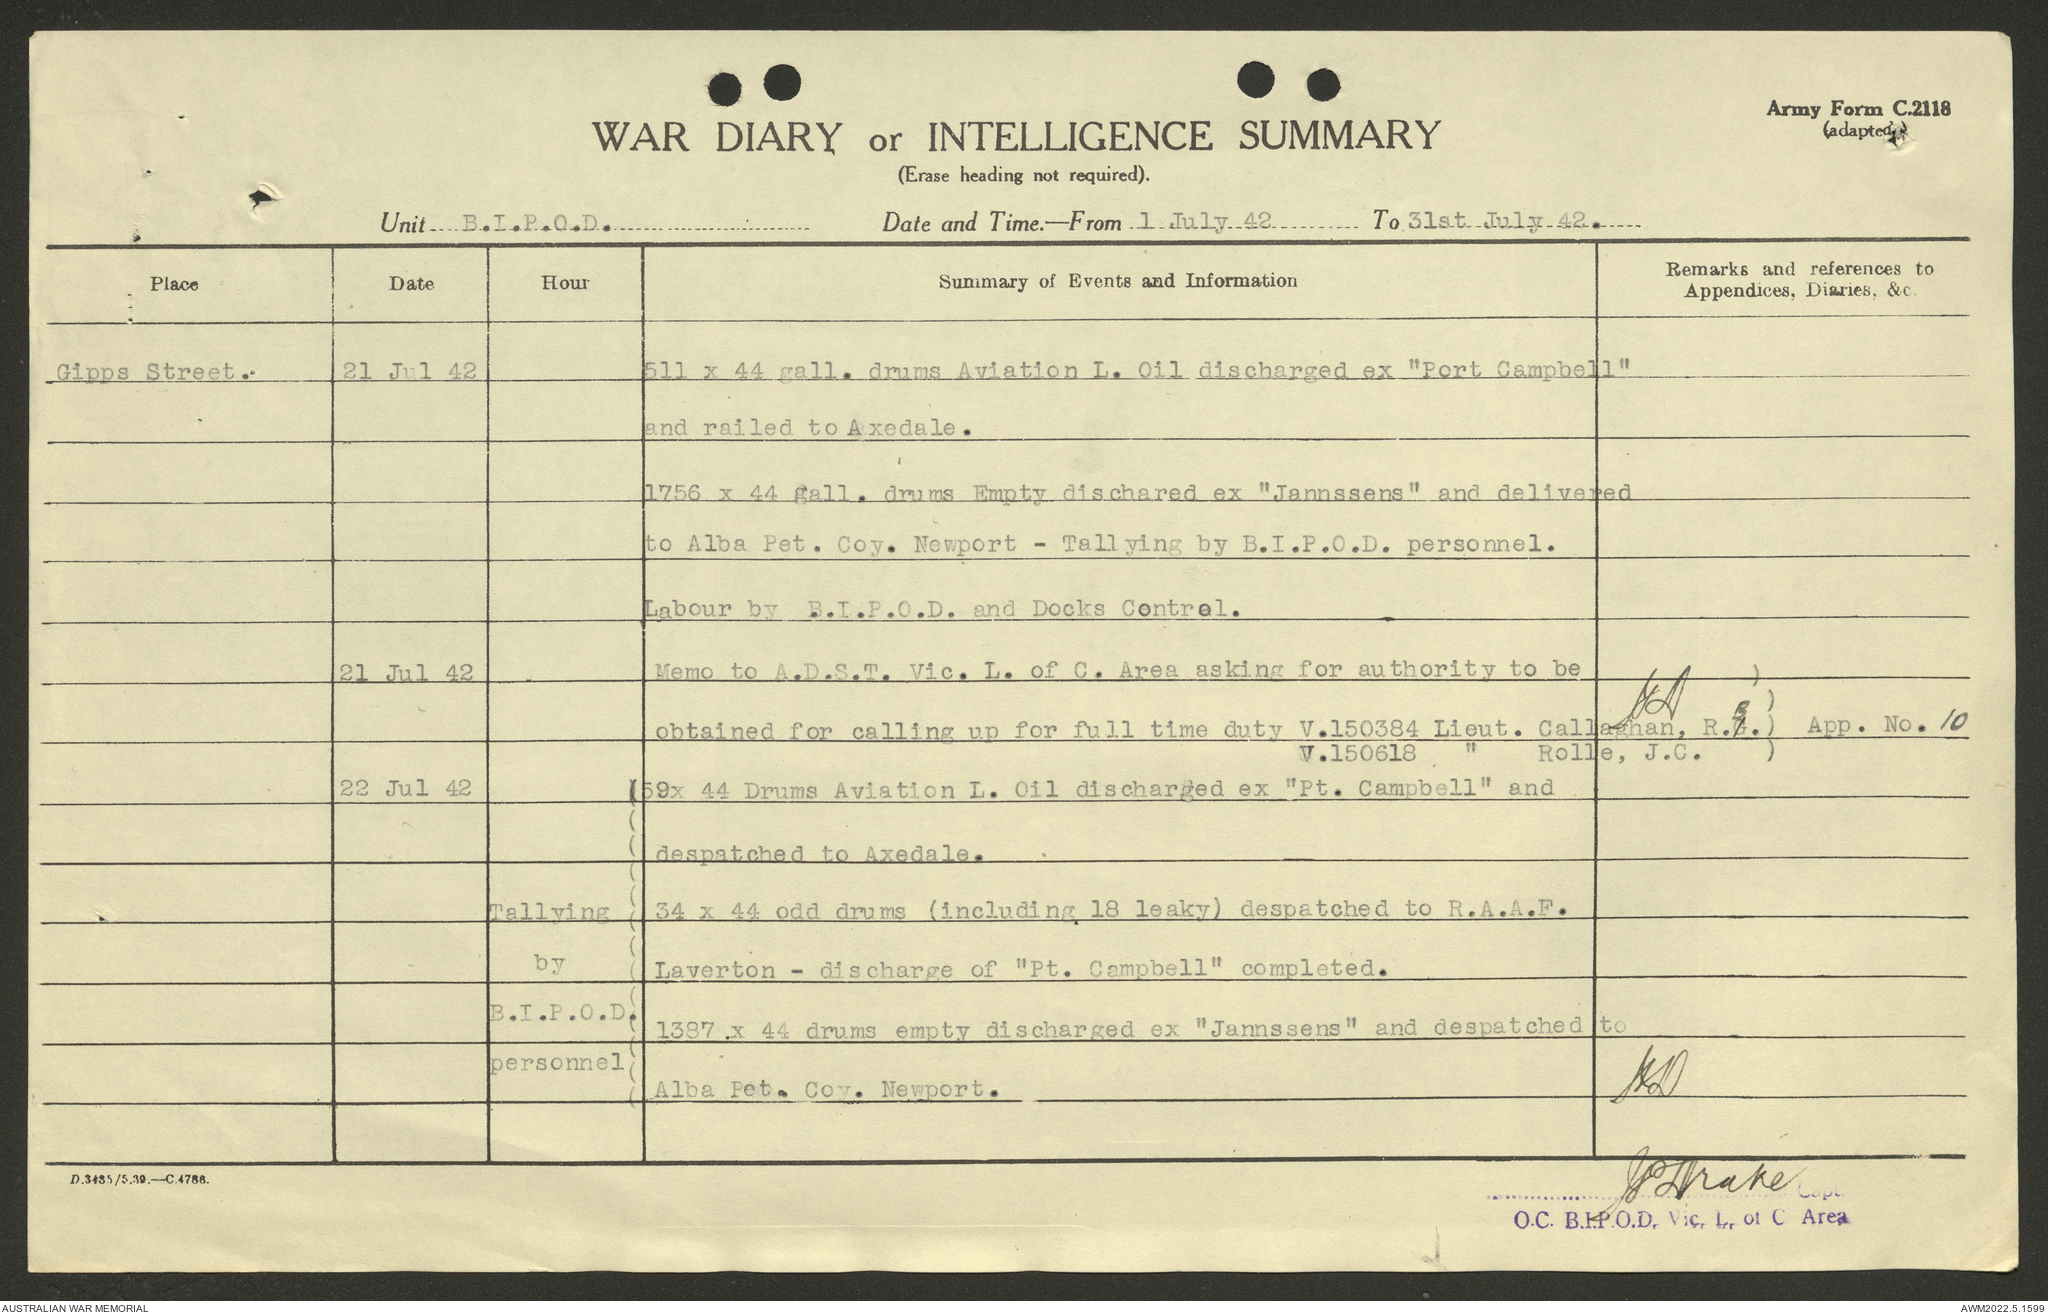 Army Form C.2118
(adapted)
WAR DIARY or INTELLIGENCE SUMMARY
(Erase heading not required).
Unit B.I.P.O.D. Date and Time.—From 1 July 42 To 31st July 42.
Place Date Hour Summary of Events and Information Remarks and references to
Appendices, Diaries, &c.
Gipps Street. 21 Jul 42 511 x 44 gall. drums Aviation L. Oil discharged ex "Port Campbell"
and railed to Axedale.
1756 x 44 gall. drums Empty dischared ex "Jannssens" and delivered
to Alba Pet. Coy. Newport - Tallying by B.I.P.O.D. personnel.
Labour by B.I.P.O.D. and Docks Control.
21 Jul 42 Memo to A.D.S.T. Vic. L. of C. Area asking for authority to be )
obtained for calling up for full time duty V.150384 Lieut. Callaghan, R. ) App. No. 10
V.150618 " Rolle, J.C. )
22 Jul 42 (59x 44 Drums Aviation L. Oil discharged ex "Pt. Campbell" and
despatched to Axedale.
Tallying 34 x 44 odd drums (including 18 leaky) despatched to R.A.A.F.
by Laverton - discharge of "Pt. Campbell" completed.
B.I.P.O.D. 1387 x 44 drums empty discharged ex "Jannssens" and despatched to
personnel Alba Pet. Coy. Newport.
D.3435/5.39.—C.4788.
JPDrake Capt.
O.C. B.I.P.O.D. Vic. L. of C Area
AUSTRALIAN WAR MEMORIAL AWM2022.5.1599